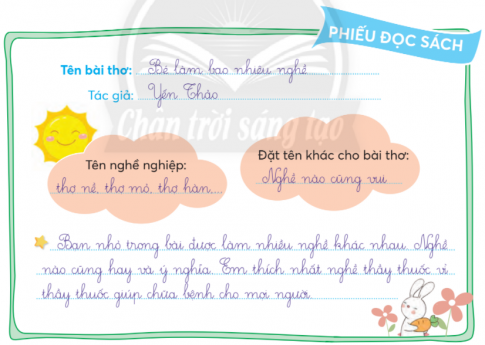 PHIẾU ĐỌC SÁCH
Tên bài thơ: Bé làm bao nhiêu nghề
Tác giả: Yên Thảo
Chân trời sáng tạo
Tên nghề nghiệp:
thợ nề, thợ mỏ, thợ hàn,...
Đặt tên khác cho bài thơ:
Nghề nào cũng vui
Bạn nhỏ trong bài được làm nhiều nghề khác nhau. Nghề
nào cũng hay và ý nghĩa. Em thích nhất nghề thầy thuốc vì
thầy thuốc giúp chữa bệnh cho mọi người.